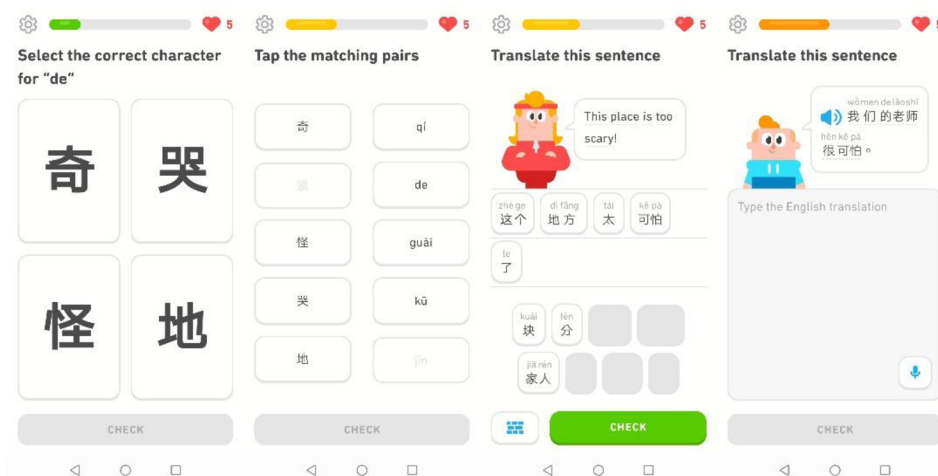 5
Select the correct character
for “de”
奇
哭
怪
地
CHECK
5
Tap the matching pairs
奇
qí
de
怪
guài
哭
kū
地
jīn
CHECK
5
Translate this sentence
This place is too
scary!
zhè ge
这个
dì fāng
地方
tài
太
kě pà
可怕
le
了
kuài
块
fēn
分
jiā rén
家人
CHECK
5
Translate this sentence
wǒmen de lǎoshī
我们的老师
hěn kě pà
很可怕。
Type the English translation
CHECK